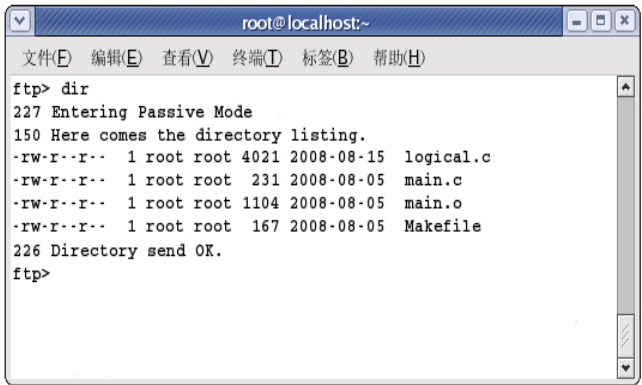 root@localhost:~
文件(F) 编辑(E) 查看(V) 终端(T) 标签(B) 帮助(H)
ftp> dir
227 Entering Passive Mode
150 Here comes the directory listing.
-rw-r--r-- 1 root root 4021 2008-08-15 logical.c
-rw-r--r-- 1 root root 231 2008-08-05 main.c
-rw-r--r-- 1 root root 1104 2008-08-05 main.o
-rw-r--r-- 1 root root 167 2008-08-05 Makefile
226 Directory send OK.
ftp>